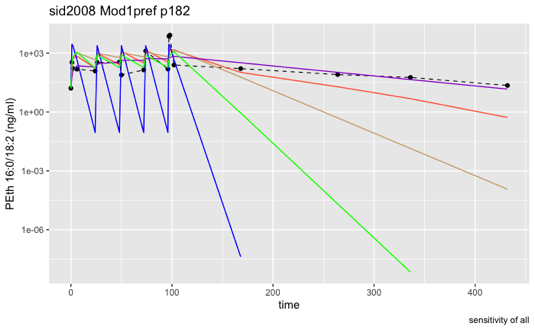 sid2008 Mod1pref p182
PEth 16:0/18:2 (ng/ml)
1e+03
1e+00
1e-03
1e-06
0
100
200
300
400
time
sensitivity of all